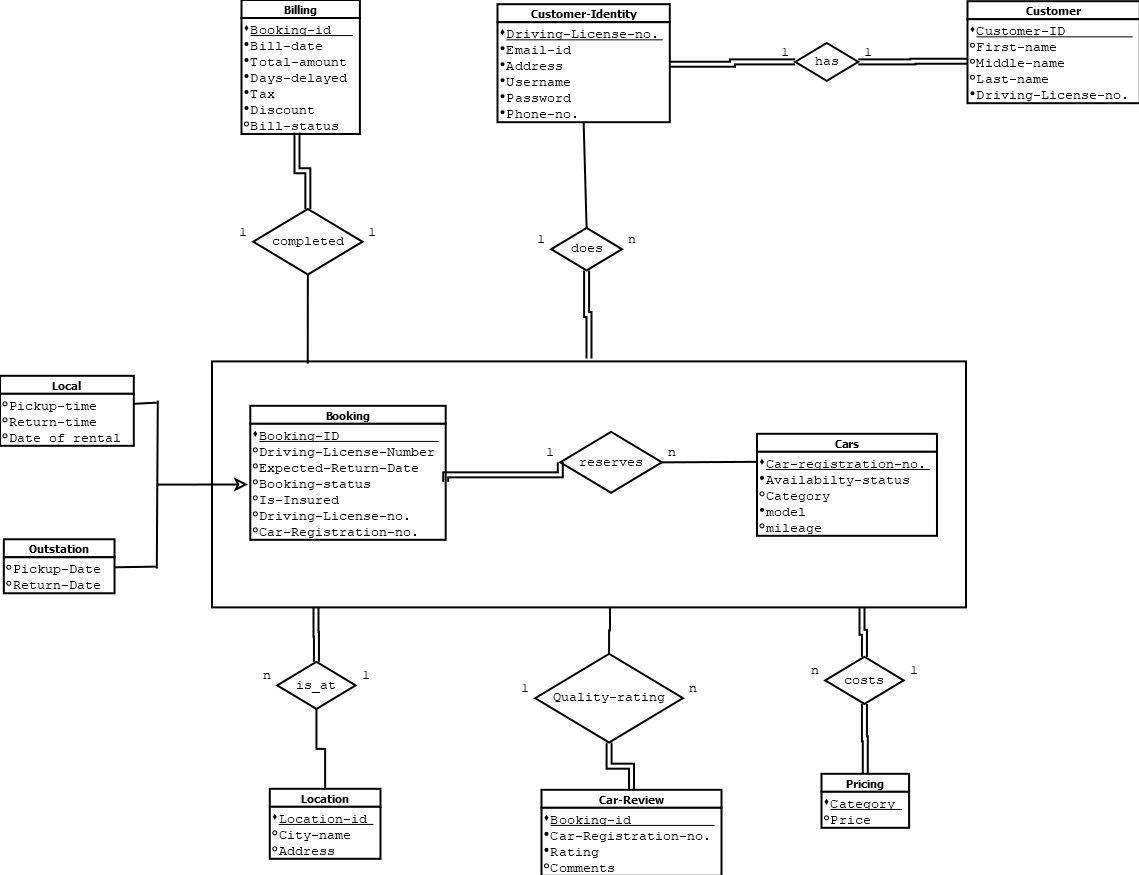 Billing
Booking-id
Bill-date
Total-amount
Days-delayed
Tax
Discount
Bill-status
Customer-Identity
Driving-License-no.
Email-id
Address
Username
Password
Phone-no.
1 has 1
Customer
Customer-ID
First-name
Middle-name
Last-name
Driving-License-no.
1 completed 1
1 does n
Local
Pickup-time
Return-time
Date of rental
Outstation
Pickup-Date
Return-Date
Booking
Booking-ID
Driving-License-Number
Expected-Return-Date
Booking-status
Is-Insured
Driving-License-no.
Car-Registration-no.
1 reserves n
Cars
Car-registration-no.
Availabilty-status
Category
model
mileage
n is_at 1
1 Quality-rating n
n costs 1
Location
Location-id
City-name
Address
Car-Review
Booking-id
Car-Registration-no.
Rating
Comments
Pricing
Category
Price